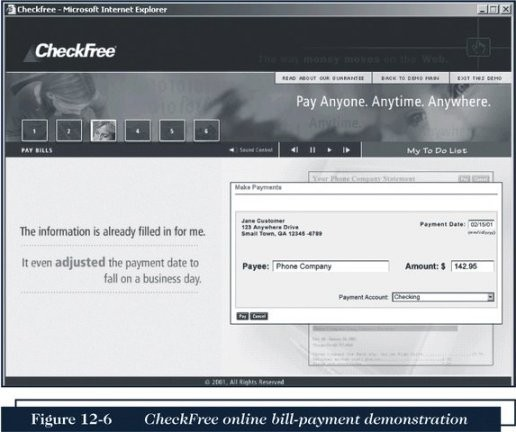 Checkfree - Microsoft Internet Explorer
CheckFree
The way money makes on the Web.
READ ABOUT OUR GUARANTEE
BACK TO DEMO MAIN
EXIT THIS DEMO
Pay Anyone. Anytime. Anywhere.
Anytime.
1 2 4 5 6
PAY BILLS
Sound Control
My To Do List
Your Phone Company Statement
Pay Cancel
Make Payments
The information is already filled in for me.
It even adjusted the payment date to
fall on a business day.
Jane Customer
123 Anywhere Drive
Small Town, GA 12345 -6789
Payment Date: 02/15/01
(mm/dd/yy)
Payee: Phone Company
Amount: $ 142.95
Payment Account: Checking
Pay Cancel
© 2001, All Rights Reserved
Figure 12-6 CheckFree online bill-payment demonstration